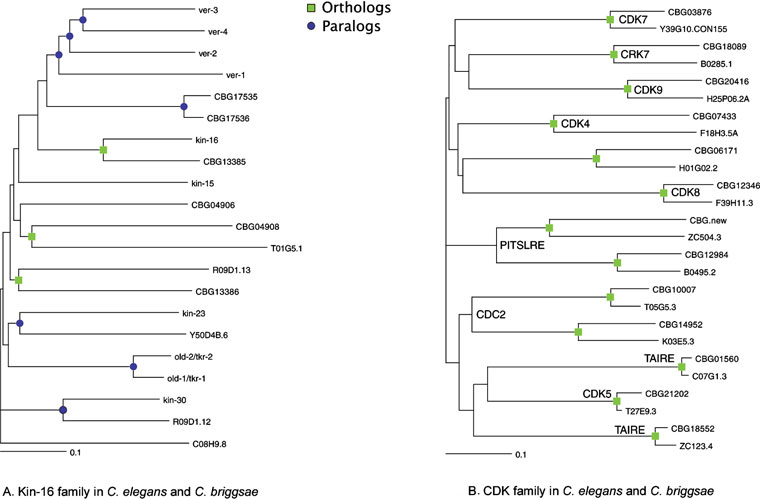 Orthologs
Paralogs
ver-3
ver-4
ver-2
ver-1
CBG17535
CBG17536
kin-16
CBG13385
kin-15
CBG04906
CBG04908
T01G5.1
R09D1.13
CBG13386
kin-23
Y50D4B.6
old-2/tkr-2
old-1/tkr-1
kin-30
R09D1.12
C08H9.8
0.1
A. Kin-16 family in C. elegans and C. briggsae
CBG03876
CDK7
Y39G10.CON155
CBG18089
CRK7
B0285.1
CBG20416
CDK9
H25P06.2A
CBG07433
CDK4
F18H3.5A
CBG06171
H01G02.2
CBG12346
CDK8
F39H11.3
CBG.new
PITSLRE
ZC504.3
CBG12984
B0495.2
CBG10007
T05G5.3
CDC2
CBG14952
K03E5.3
TAIRE
CBG01560
C07G1.3
CBG21202
CDK5
T27E9.3
TAIRE
CBG18552
ZC123.4
0.1
B. CDK family in C. elegans and C. briggsae